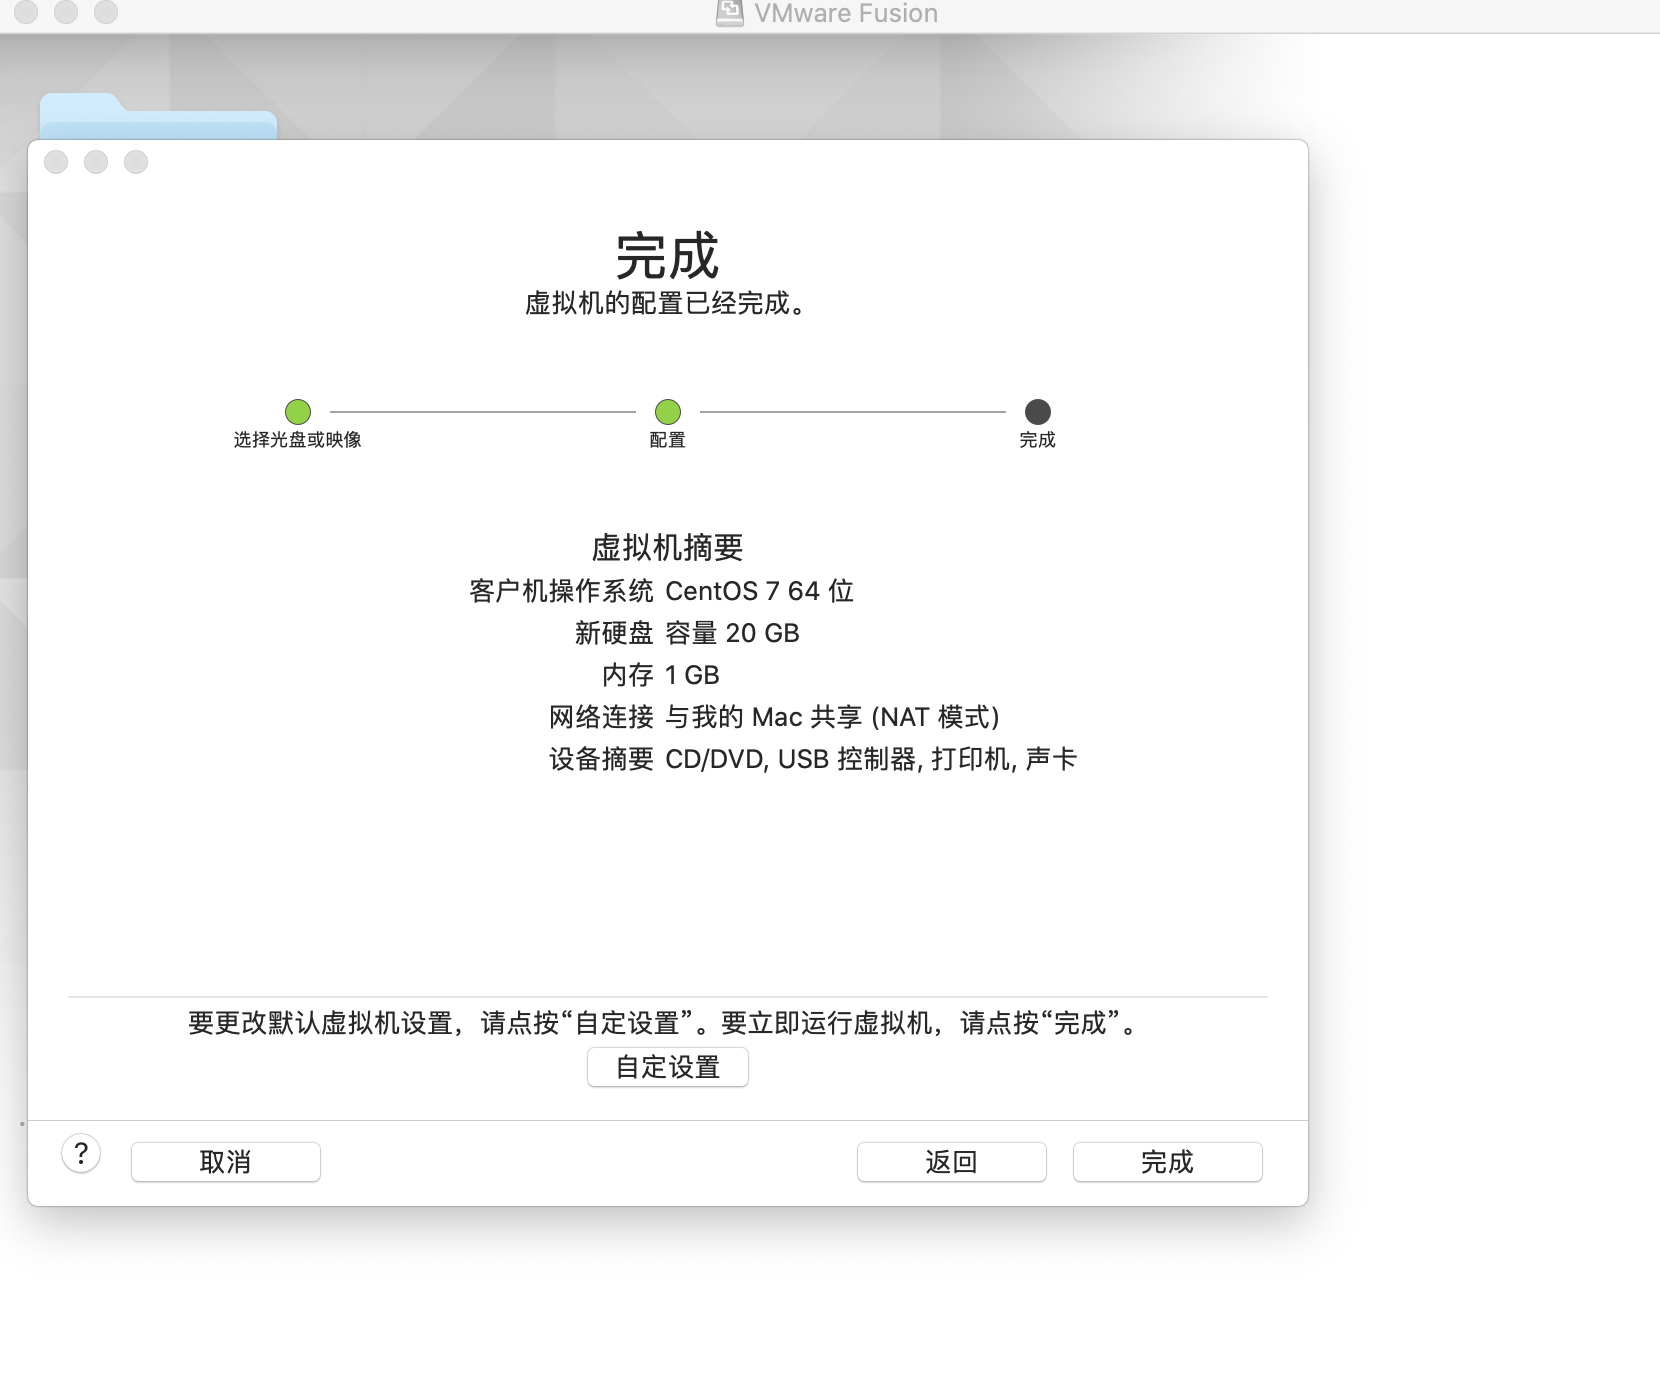 VMware Fusion
完成
虚拟机的配置已经完成。
选择光盘或映像
配置
完成
虚拟机摘要
客户机操作系统 CentOS 7 64 位
新硬盘 容量 20 GB
内存 1 GB
网络连接 与我的 Mac 共享 (NAT 模式)
设备摘要 CD/DVD, USB 控制器, 打印机, 声卡
要更改默认虚拟机设置，请点按“自定设置”。要立即运行虚拟机，请点按“完成”。
自定设置
?
取消
返回
完成